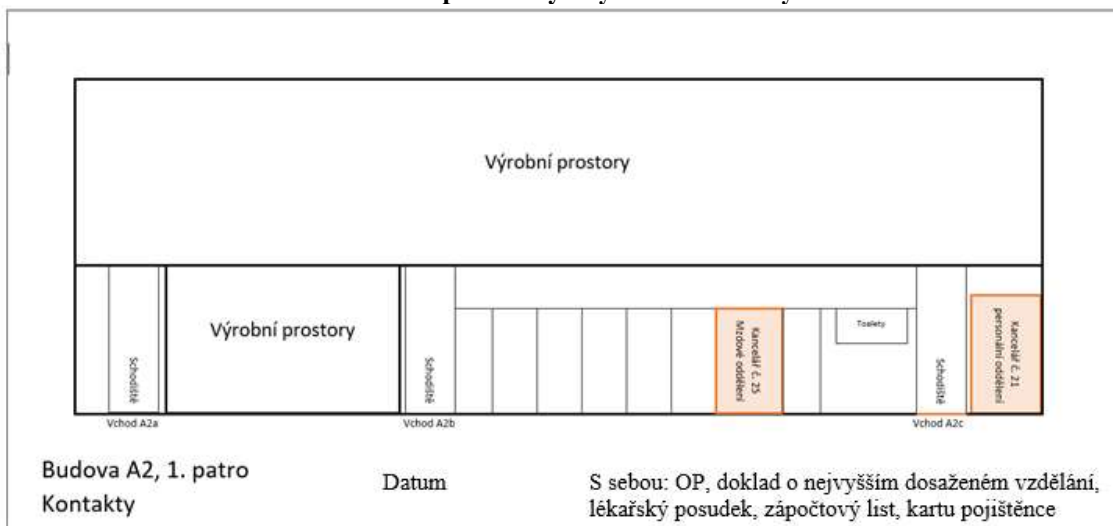 Výrobní prostory
Výrobní prostory
Schodiště
Schodiště
Kancelář č. 25
Mzdové oddělení
Toalety
Schodiště
Kancelář č. 21
personální oddělení
Vchod A2a
Vchod A2b
Vchod A2c
Budova A2, 1. patro
Kontakty
Datum
S sebou: OP, doklad o nejvyšším dosaženém vzdělání,
lékařský posudek, zápočtový list, kartu pojištěnce